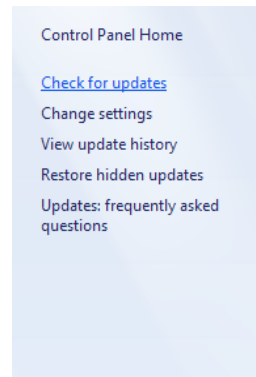 Control Panel Home
Check for updates
Change settings
View update history
Restore hidden updates
Updates: frequently asked
questions